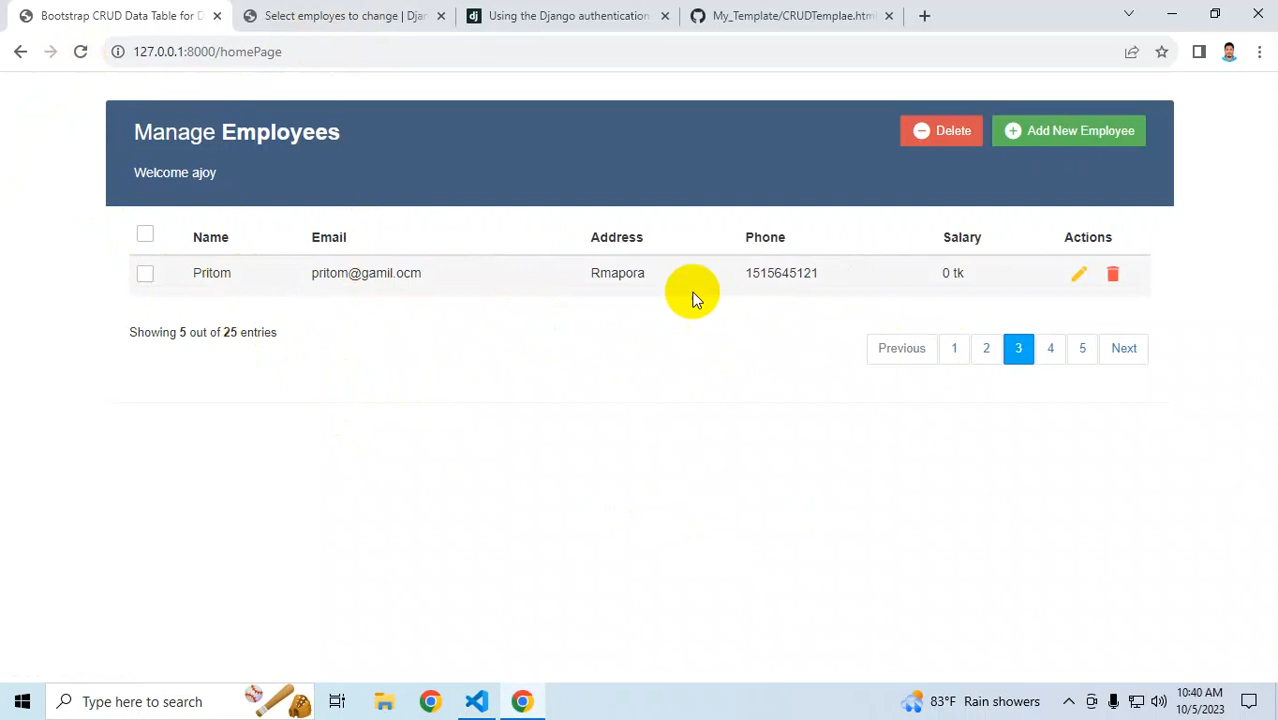 Bootstrap CRUD Data Table for D
Select employes to change | Djan
Using the Django authentication
My_Template/CRUDTemplae.html
127.0.0.1:8000/homePage
Manage Employees
Delete
Add New Employee
Welcome ajoy
Name Email Address Phone Salary Actions
Pritom pritom@gamil.ocm Rmapora 1515645121 0 tk
Showing 5 out of 25 entries
Previous 1 2 3 4 5 Next
Type here to search
83°F Rain showers
10:40 AM
10/5/2023